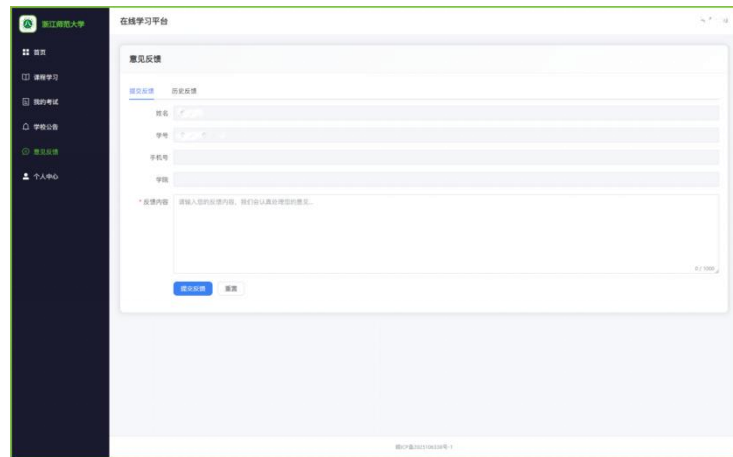 浙江师范大学
在线学习平台
首页
课程学习
我的考试
学校公告
意见反馈
个人中心
意见反馈
提交反馈 历史反馈
姓名
学号
手机号
学院
* 反馈内容 请输入您的反馈内容，我们会认真处理您的意见...
0 / 1000
提交反馈 重置